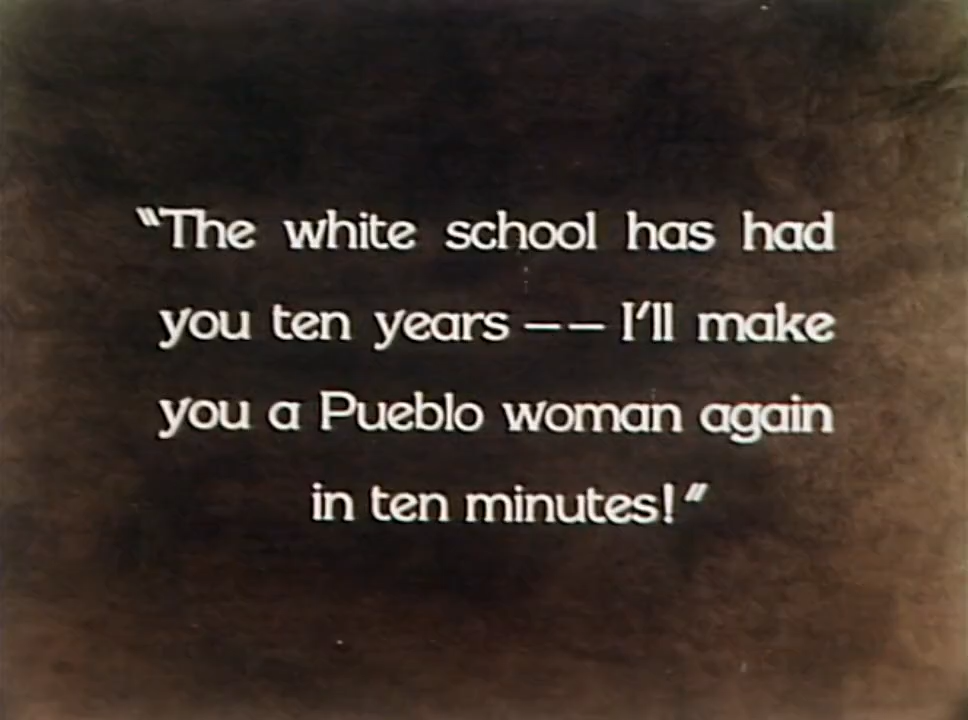 “The white school has had
you ten years —— I'll make
you a Pueblo woman again
in ten minutes!”